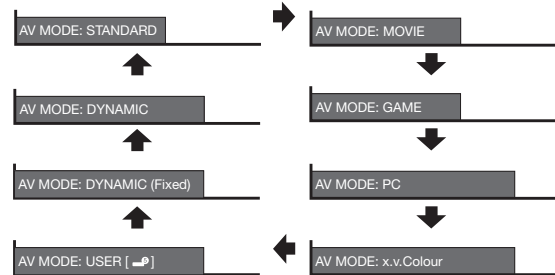 AV MODE: STANDARD
AV MODE: MOVIE
AV MODE: DYNAMIC
AV MODE: GAME
AV MODE: DYNAMIC (Fixed)
AV MODE: PC
AV MODE: USER [ ]
AV MODE: x.v.Colour